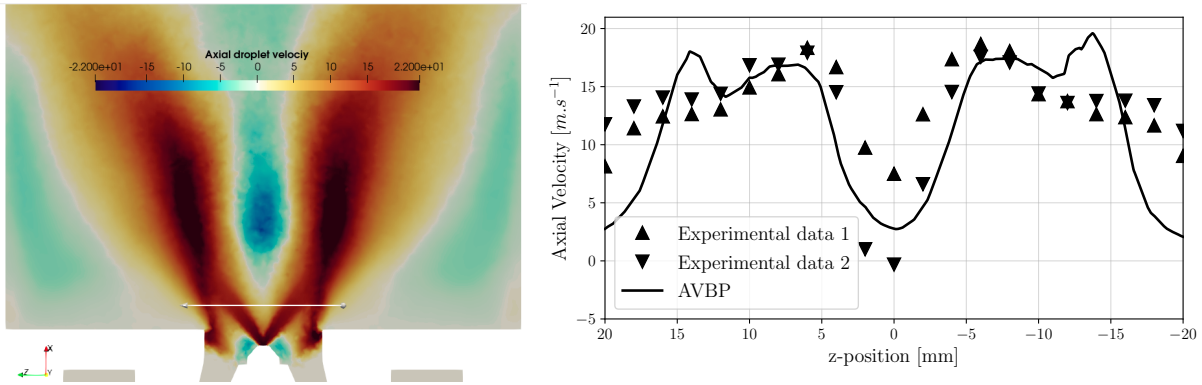 Axial droplet velociy
-2.200e+01 -15 -10 -5 0 5 10 15 2.200e+01
X
Z Y
20
15
10
5
0
−5
Axial Velocity [m.s⁻¹]
Experimental data 1
Experimental data 2
AVBP
20 15 10 5 0 −5 −10 −15 −20
z-position [mm]